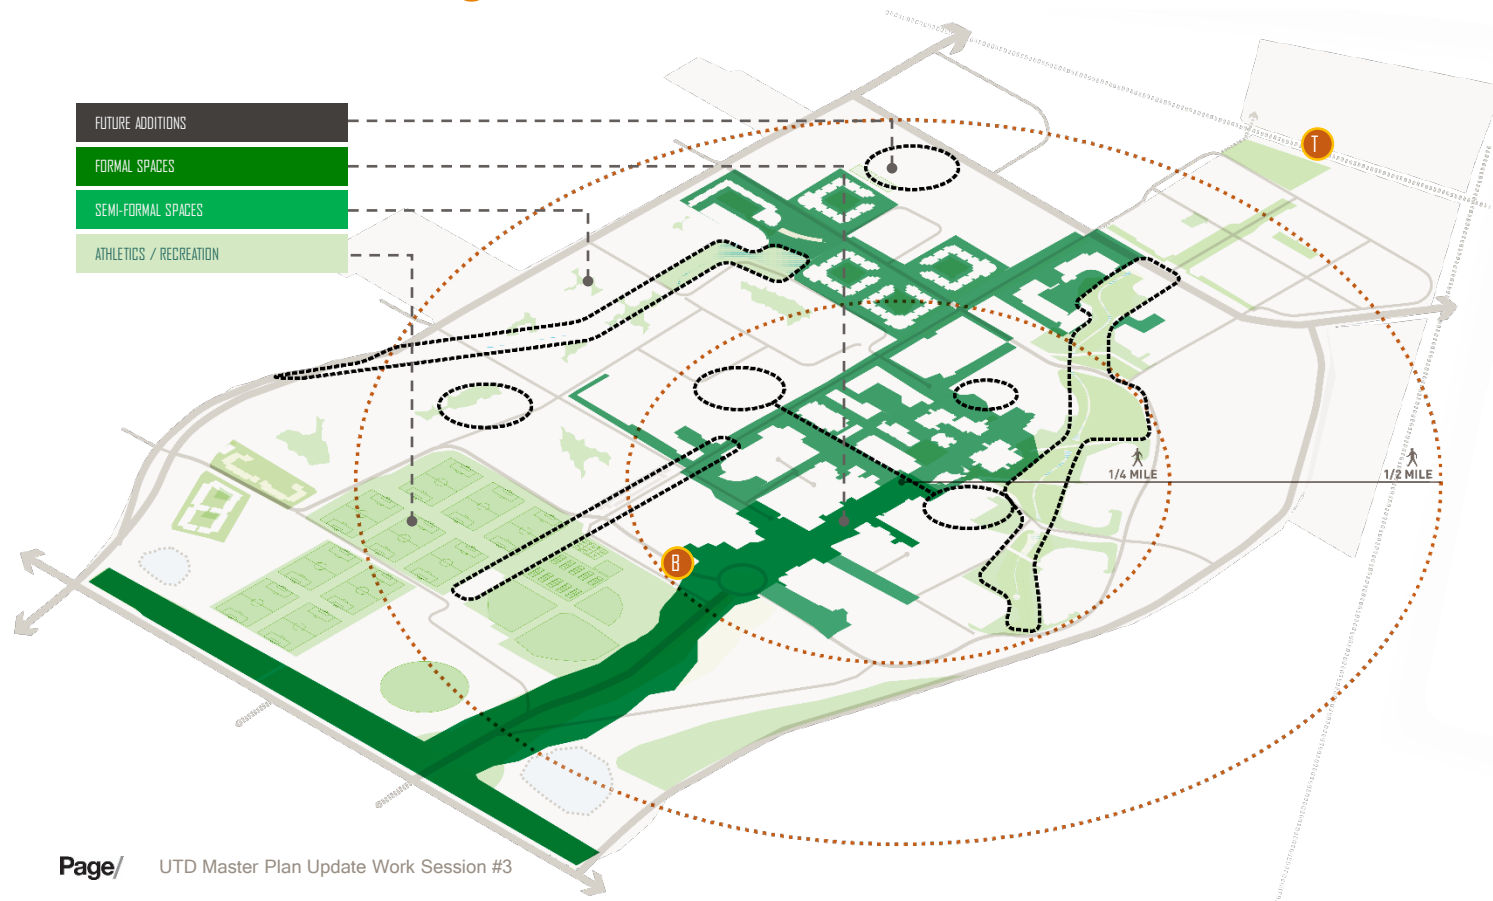 FUTURE ADDITIONS
FORMAL SPACES
SEMI-FORMAL SPACES
ATHLETICS / RECREATION
T
1/4 MILE
1/2 MILE
B
Page/
UTD Master Plan Update Work Session #3